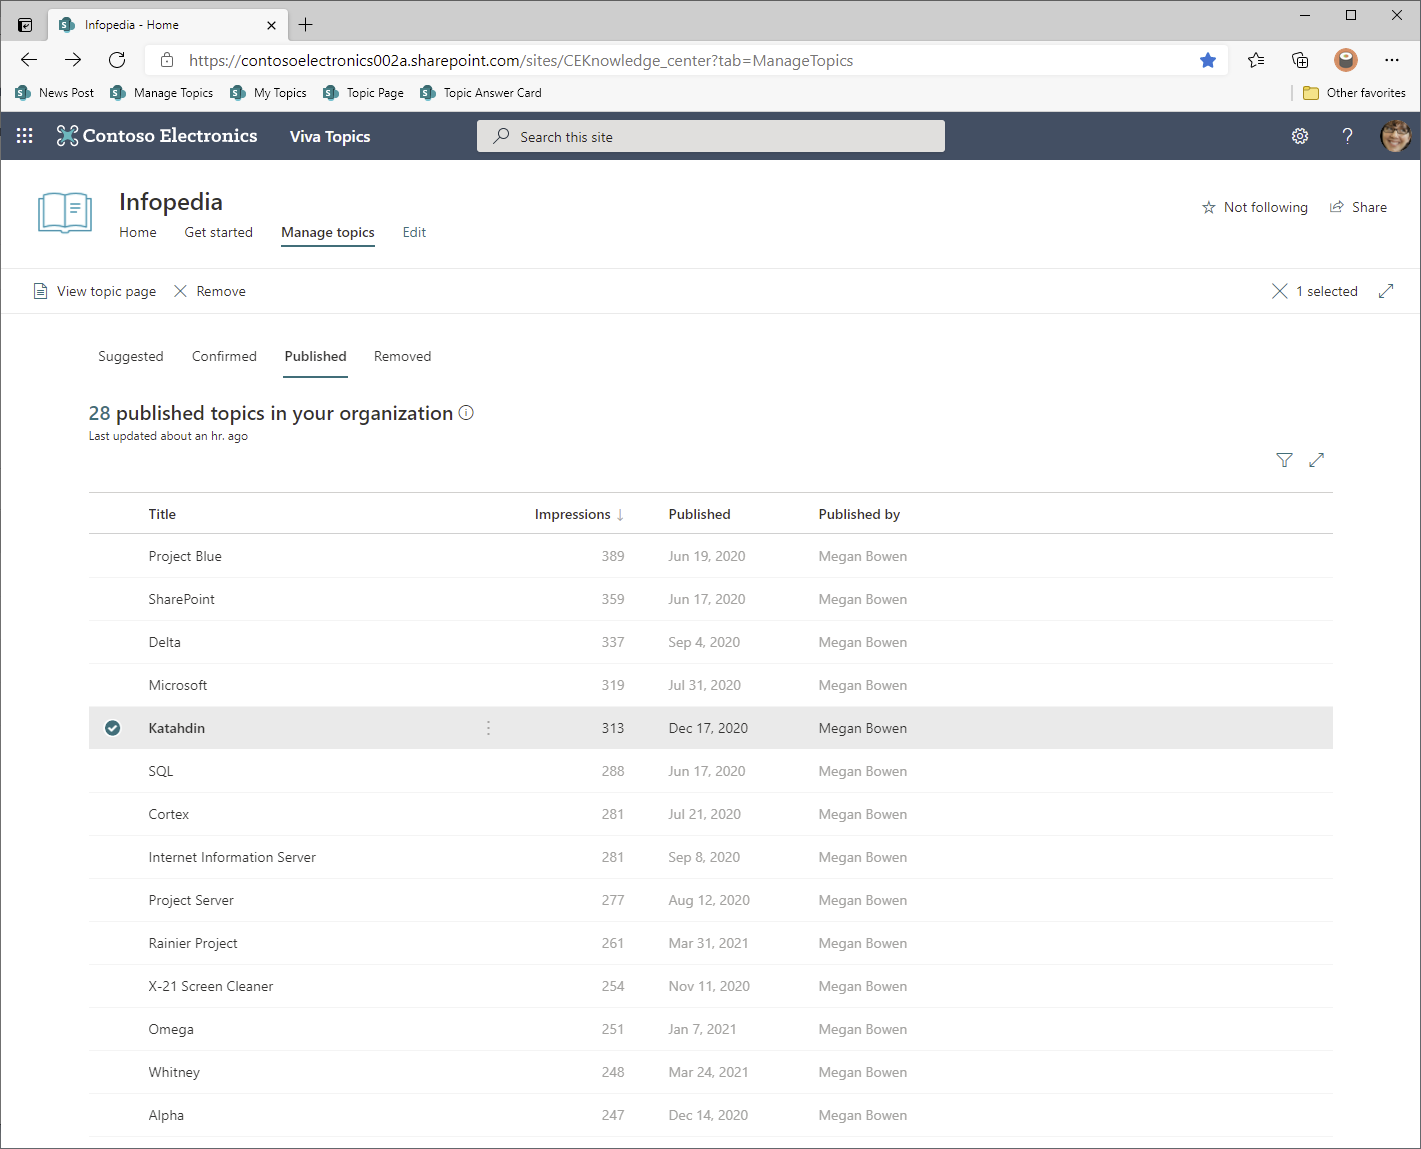 Infopedia - Home
https://contosoelectronics002a.sharepoint.com/sites/CEKnowledge_center?tab=ManageTopics
News Post Manage Topics My Topics Topic Page Topic Answer Card Other favorites
Contoso Electronics Viva Topics Search this site
Infopedia
Not following Share
Home Get started Manage topics Edit
View topic page Remove 1 selected
Suggested Confirmed Published Removed
28 published topics in your organization
Last updated about an hr. ago
Title Impressions ↓ Published Published by
Project Blue 389 Jun 19, 2020 Megan Bowen
SharePoint 359 Jun 17, 2020 Megan Bowen
Delta 337 Sep 4, 2020 Megan Bowen
Microsoft 319 Jul 31, 2020 Megan Bowen
Katahdin 313 Dec 17, 2020 Megan Bowen
SQL 288 Jun 17, 2020 Megan Bowen
Cortex 281 Jul 21, 2020 Megan Bowen
Internet Information Server 281 Sep 8, 2020 Megan Bowen
Project Server 277 Aug 12, 2020 Megan Bowen
Rainier Project 261 Mar 31, 2021 Megan Bowen
X-21 Screen Cleaner 254 Nov 11, 2020 Megan Bowen
Omega 251 Jan 7, 2021 Megan Bowen
Whitney 248 Mar 24, 2021 Megan Bowen
Alpha 247 Dec 14, 2020 Megan Bowen